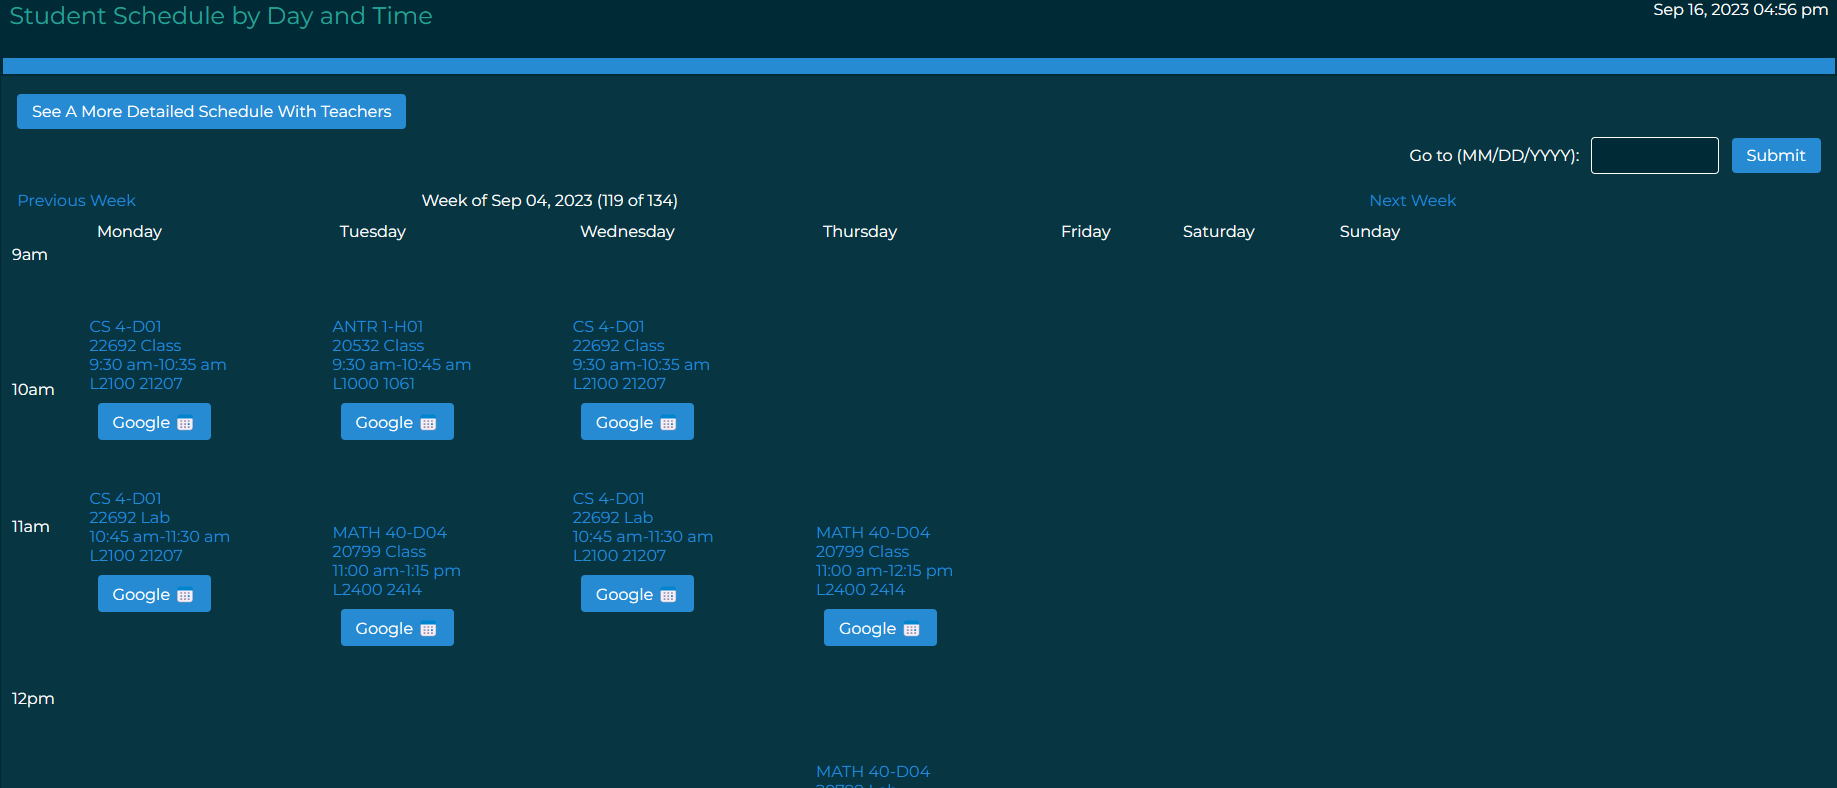 Student Schedule by Day and Time
Sep 16, 2023 04:56 pm
See A More Detailed Schedule With Teachers
Go to (MM/DD/YYYY):
Submit
Previous Week
Week of Sep 04, 2023 (119 of 134)
Next Week
Monday
Tuesday
Wednesday
Thursday
Friday
Saturday
Sunday
9am
CS 4-D01
22692 Class
9:30 am-10:35 am
L2100 21207
Google
ANTR 1-H01
20532 Class
9:30 am-10:45 am
L1000 1061
Google
CS 4-D01
22692 Class
9:30 am-10:35 am
L2100 21207
Google
10am
CS 4-D01
22692 Lab
10:45 am-11:30 am
L2100 21207
Google
MATH 40-D04
20799 Class
11:00 am-1:15 pm
L2400 2414
Google
CS 4-D01
22692 Lab
10:45 am-11:30 am
L2100 21207
Google
MATH 40-D04
20799 Class
11:00 am-12:15 pm
L2400 2414
Google
11am
12pm
MATH 40-D04